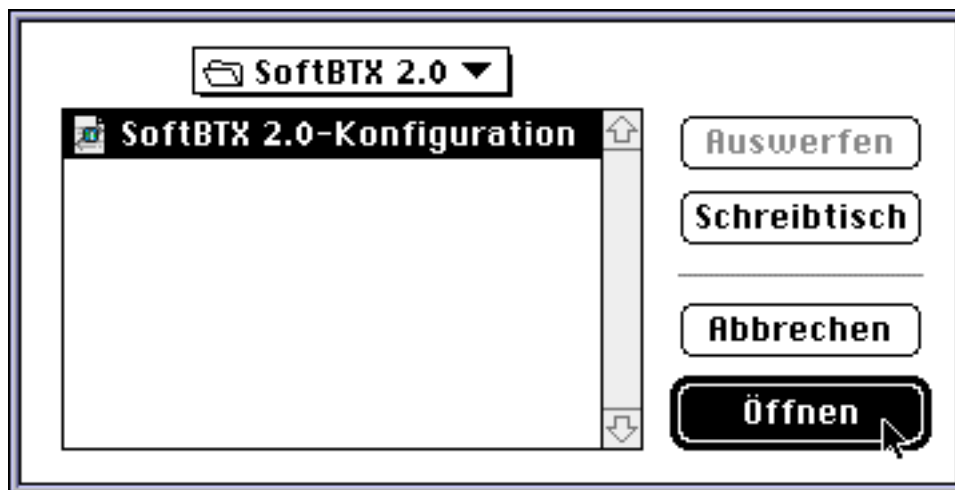 SoftBTX 2.0
SoftBTX 2.0-Konfiguration
Auswerfen
Schreibtisch
Abbrechen
Öffnen